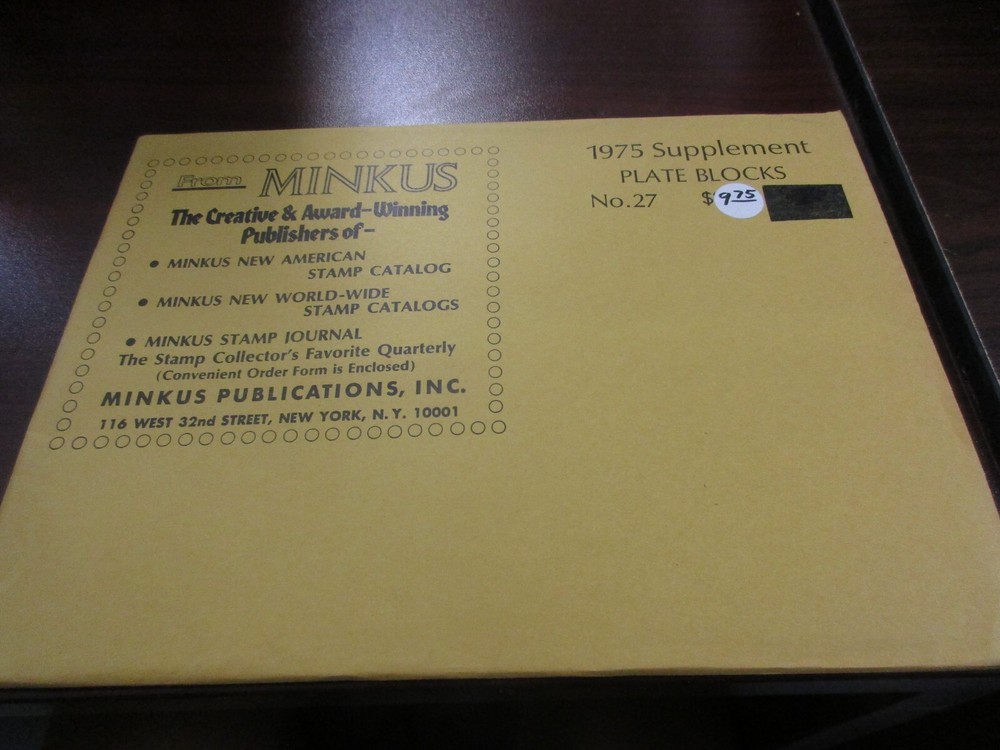 From MINKUS
The Creative & Award-Winning
Publishers of-
• MINKUS NEW AMERICAN
STAMP CATALOG
• MINKUS NEW WORLD-WIDE
STAMP CATALOGS
• MINKUS STAMP JOURNAL
The Stamp Collector's Favorite Quarterly
(Convenient Order Form is Enclosed)
MINKUS PUBLICATIONS, INC.
116 WEST 32nd STREET, NEW YORK, N.Y. 10001
1975 Supplement
PLATE BLOCKS
No.27 $9.75